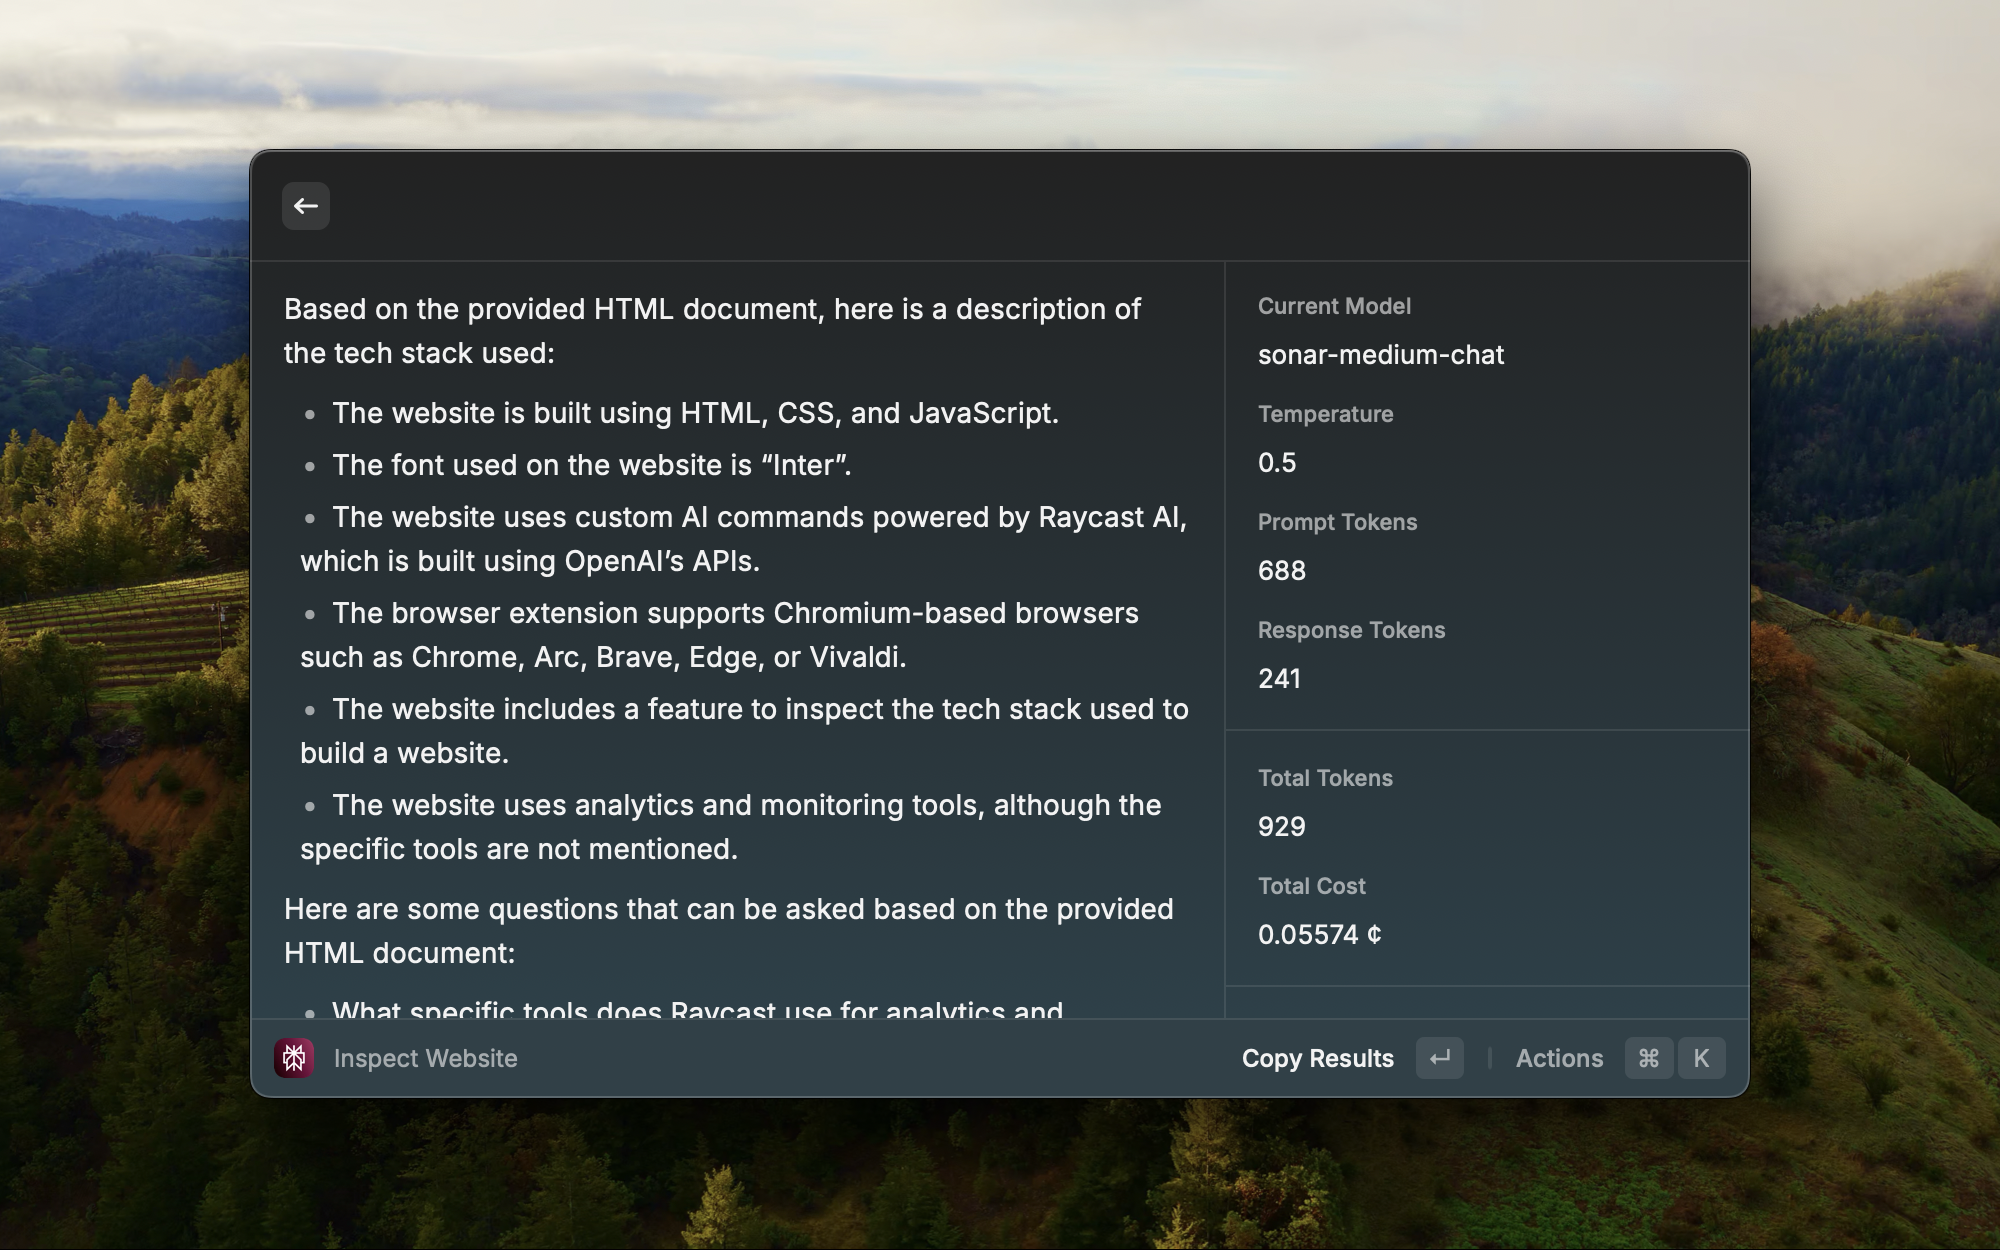 Based on the provided HTML document, here is a description of
the tech stack used:
• The website is built using HTML, CSS, and JavaScript.
• The font used on the website is “Inter”.
• The website uses custom AI commands powered by Raycast AI,
which is built using OpenAI’s APIs.
• The browser extension supports Chromium-based browsers
such as Chrome, Arc, Brave, Edge, or Vivaldi.
• The website includes a feature to inspect the tech stack used to
build a website.
• The website uses analytics and monitoring tools, although the
specific tools are not mentioned.
Here are some questions that can be asked based on the provided
HTML document:
• What specific tools does Raycast use for analytics and
Current Model
sonar-medium-chat
Temperature
0.5
Prompt Tokens
688
Response Tokens
241
Total Tokens
929
Total Cost
0.05574 ¢
Inspect Website
Copy Results ↵
Actions ⌘ K